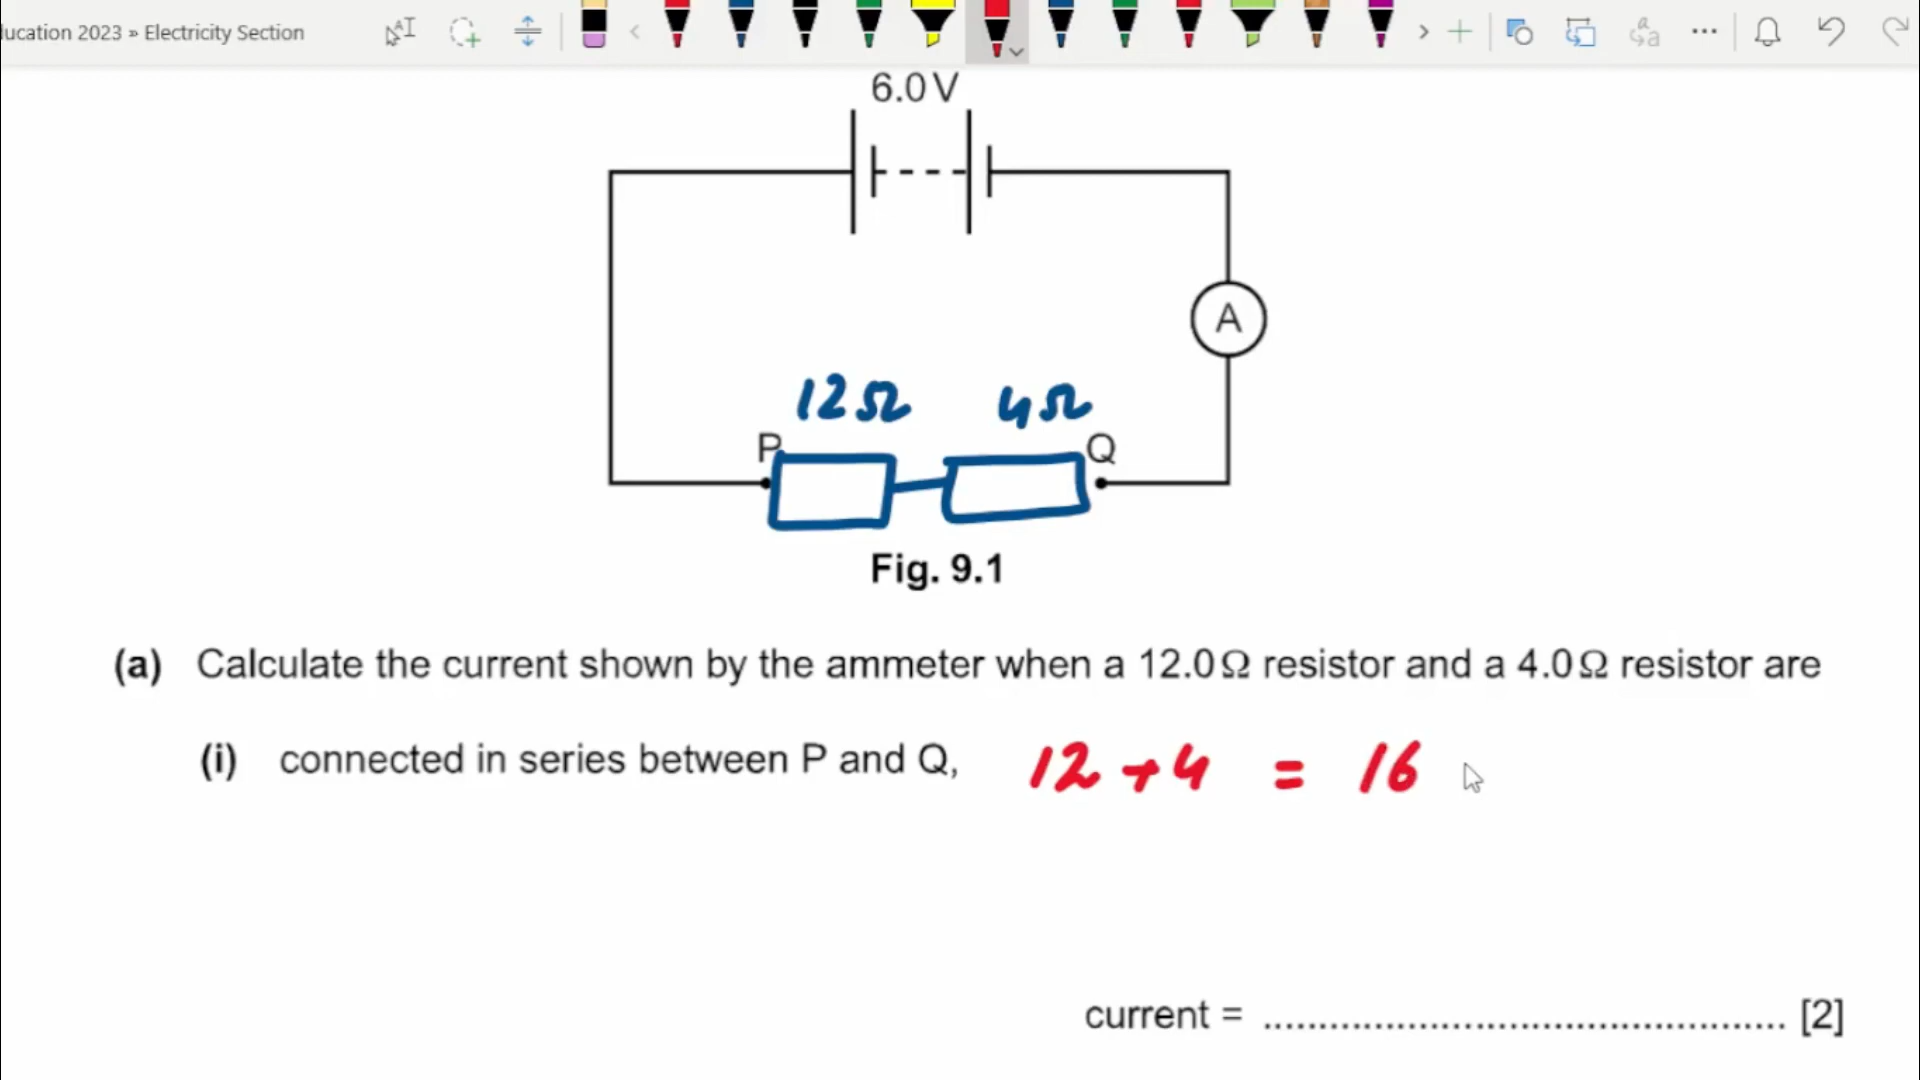 ucation 2023 » Electricity Section
6.0 V
A
12Ω 4Ω
P Q
Fig. 9.1
(a) Calculate the current shown by the ammeter when a 12.0 Ω resistor and a 4.0 Ω resistor are
(i) connected in series between P and Q, 12 + 4 = 16
current = ................................................ [2]